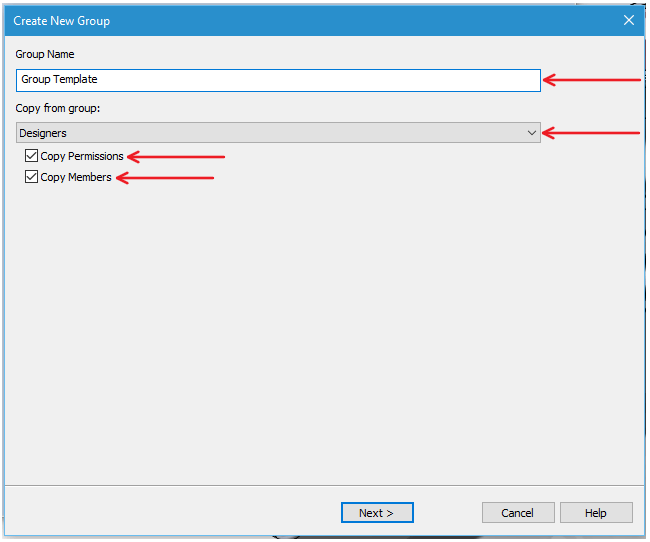 Create New Group
Group Name
Group Template
Copy from group:
Designers
Copy Permissions
Copy Members
Next >
Cancel
Help